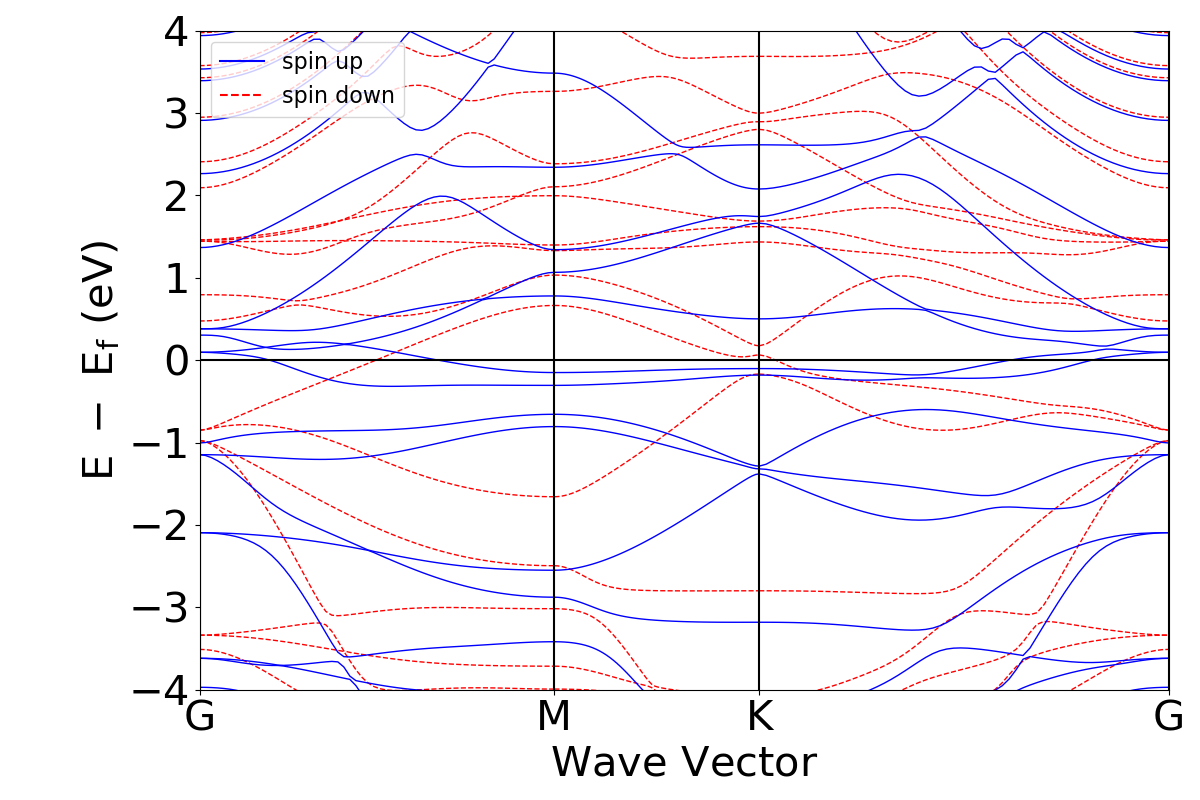 4
3
2
1
0
−1
−2
−3
−4
E − E_f (eV)
spin up
spin down
G
M
K
G
Wave Vector